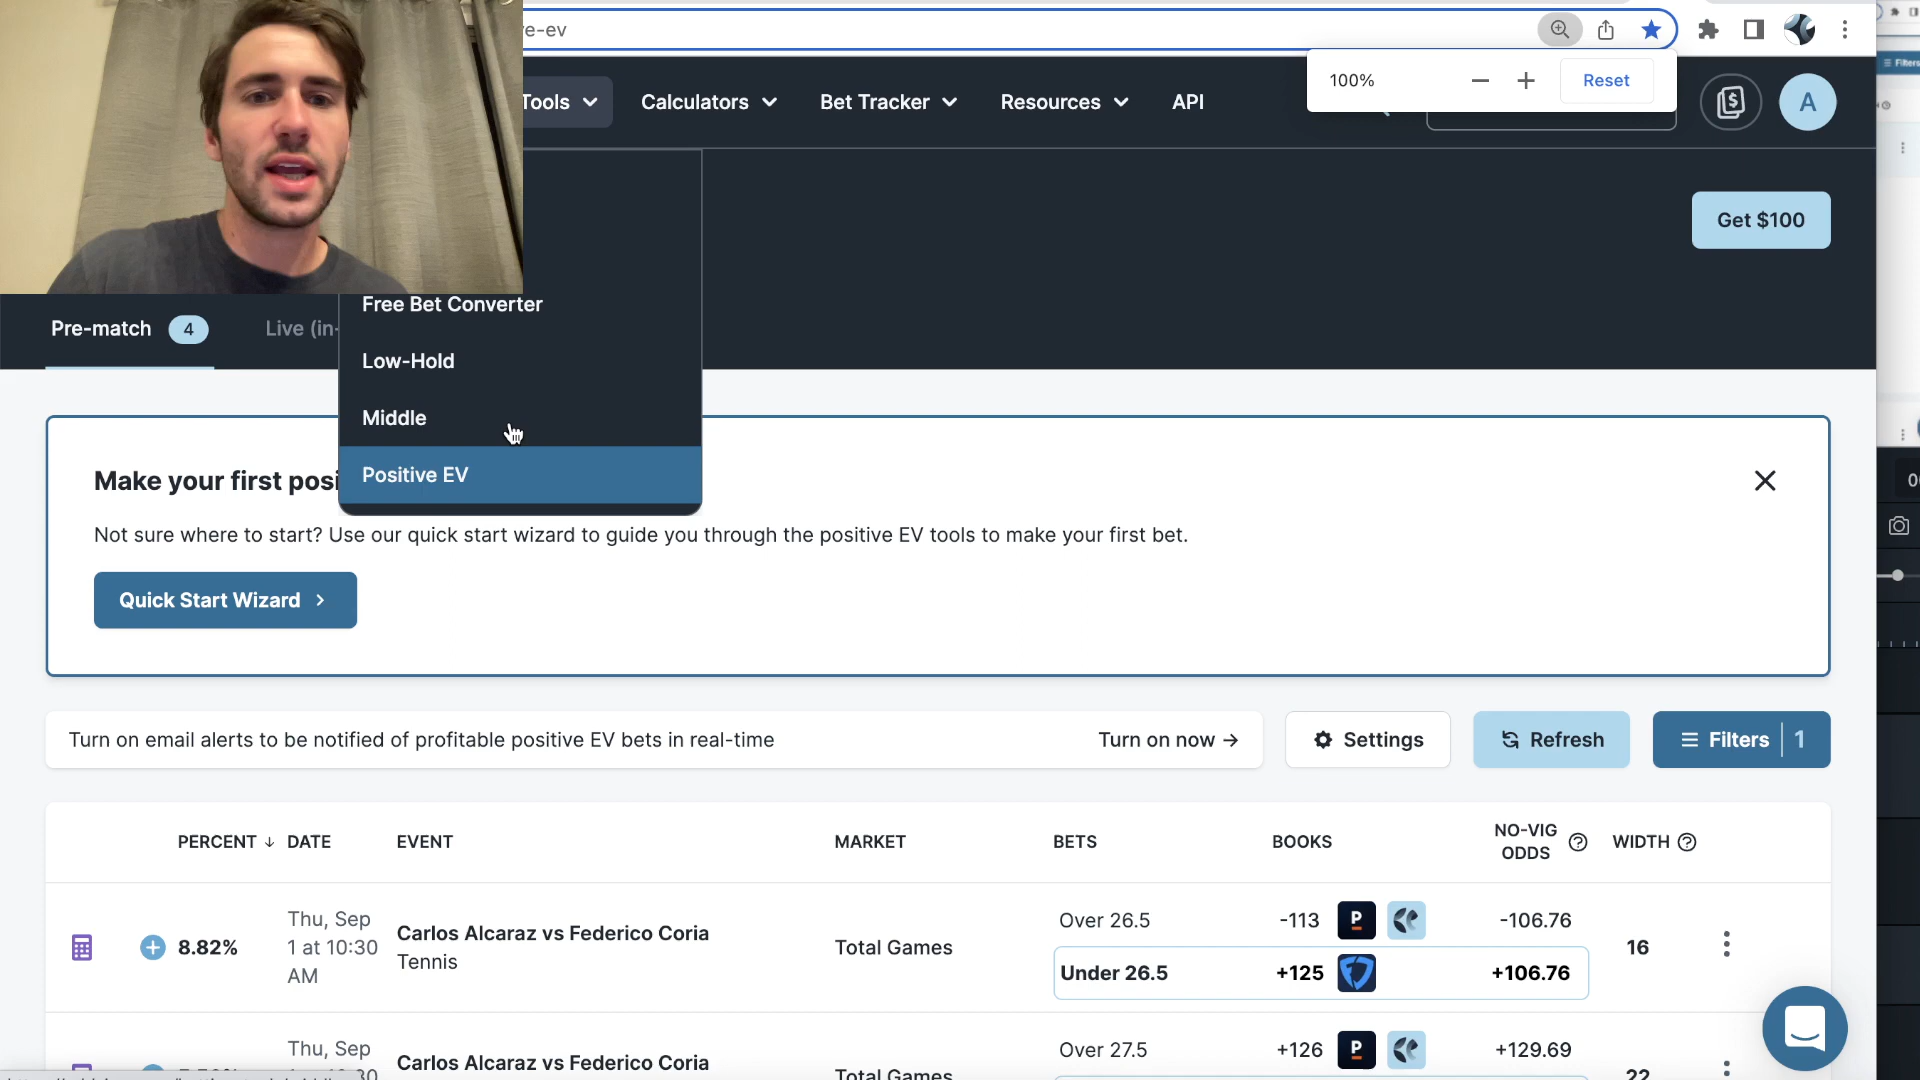 re-ev
100%
Reset
Tools
Calculators
Bet Tracker
Resources
API
A
Get $100
Free Bet Converter
Low-Hold
Middle
Positive EV
Pre-match 4
Live (in-
Make your first posi
Not sure where to start? Use our quick start wizard to guide you through the positive EV tools to make your first bet.
Quick Start Wizard
Turn on email alerts to be notified of profitable positive EV bets in real-time
Turn on now →
Settings
Refresh
Filters 1
PERCENT ↓ DATE EVENT MARKET BETS BOOKS NO-VIG ODDS WIDTH
8.82%
Thu, Sep
1 at 10:30
AM
Carlos Alcaraz vs Federico Coria
Tennis
Total Games
Over 26.5 -113 P -106.76
Under 26.5 +125 +106.76
16
Thu, Sep
Carlos Alcaraz vs Federico Coria
Total Games
Over 27.5 +126 P +129.69
22
Filters